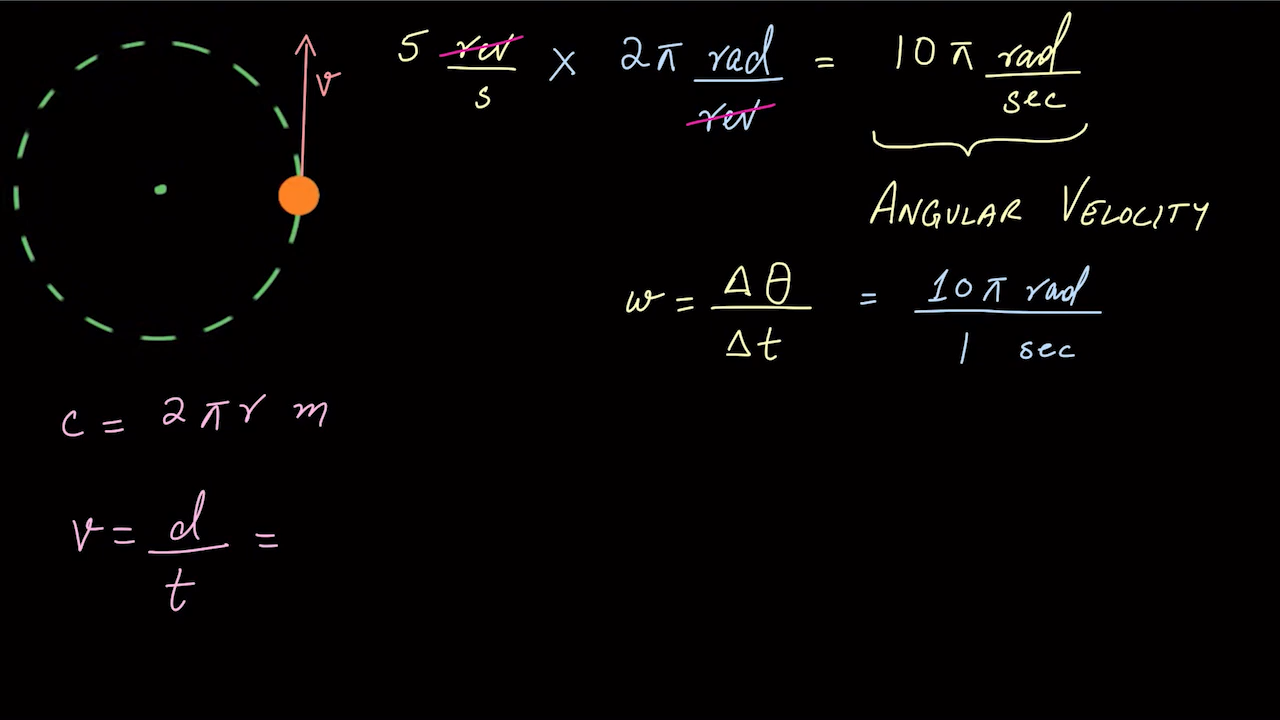 v
5 rev/s × 2π rad/rev = 10π rad/sec
ANGULAR VELOCITY
w = Δθ/Δt = 10π rad/1 sec
c = 2πr m
v = d/t =